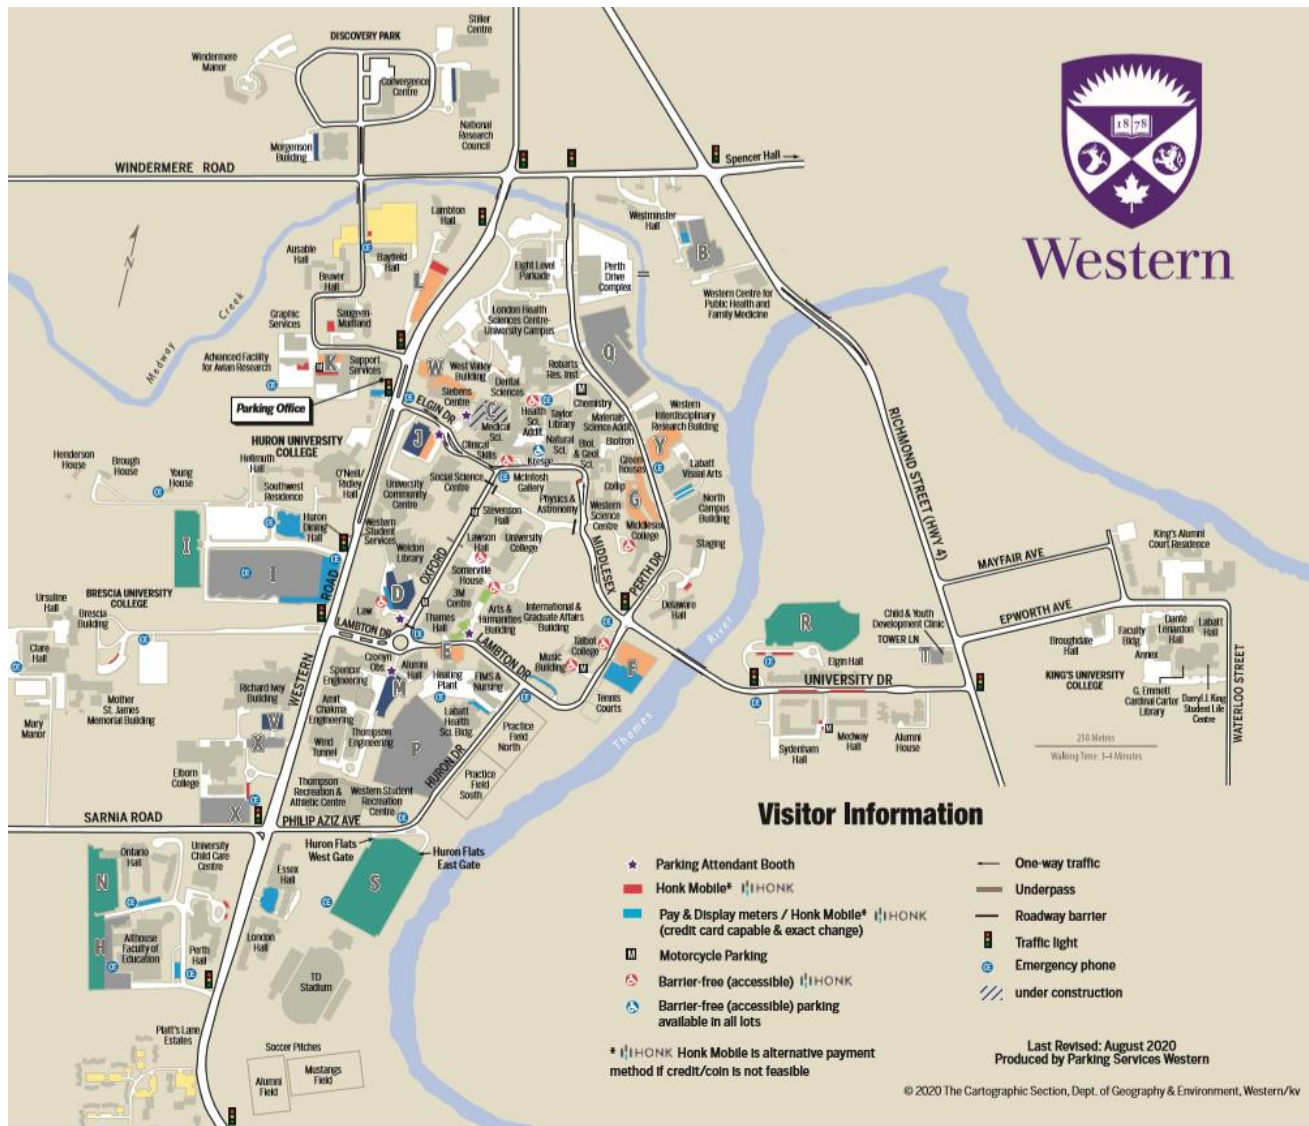 DISCOVERY PARK
Stiller
Centre
Windermere
Manor
Convergence
Centre
National
Research
Council
Morgenson
Building
WINDERMERE ROAD
Spencer Hall
1878
Western
N
Medway
Creek
Lambton
Hall
Ausable
Hall
Bayfield
Hall
Beaver
Hall
L
Eight Level
Parkade
Perth
Drive
Complex
Westminster
Hall
B
Western Centre for
Public Health and
Family Medicine
Graphic
Services
Saugeen-
Maitland
London Health
Sciences Centre-
University Campus
Q
Advanced Facility
for Avian Research
K
M
Support
Services
W
West Valley
Building
Robarts
Res. Inst.
Dental
Sciences
M
Chemistry
Siebens
Centre
C
Parking Office
ELGIN DR
Medical
Sci.
Health
Sci.
Addit.
Taylor
Library
Materials
Science Addit.
Western
Interdisciplinary
Research Building
HURON UNIVERSITY
COLLEGE
J
Clinical
Skills
Natural
Sci.
Biol.
& Geol.
Sci.
Biotron
Y
Kresge
Green-
houses
Labatt
Visual Arts
Henderson
House
Brough
House
Young
House
Hellmuth
Hall
Southwest
Residence
O'Neil/
Ridley
Hall
University
Community
Centre
Social Science
Centre
McIntosh
Gallery
Collip
G
North
Campus
Building
Huron
Dining
Hall
Western
Student
Services
M
Stevenson
Hall
Physics &
Astronomy
Western
Science
Centre
Middlesex
College
I
I
Weldon
Library
OXFORD
Lawson
Hall
University
College
MIDDLESEX
PERTH DR
Staging
RICHMOND STREET (HWY 4)
MAYFAIR AVE
King's Alumni
Court Residence
BRESCIA UNIVERSITY
COLLEGE
ROAD
D
Somerville
House
3M
Centre
Law
M
Thames
Hall
Arts &
Humanities
Building
International &
Graduate Affairs
Building
Delaware
Hall
EPWORTH AVE
Ursuline
Hall
Brescia
Building
Clare
Hall
LAMBTON DR
LAMBTON DR
E
Talbot
College
Music
Building
M
F
River
R
Child & Youth
Development Clinic
TOWER LN
T
Elgin Hall
Broughdale
Hall
Faculty
Bldg.
Annex
Dante
Lenardon
Hall
Labatt
Hall
KING'S UNIVERSITY
COLLEGE
G. Emmett
Cardinal Carter
Library
Darryl J. King
Student Life
Centre
WATERLOO STREET
UNIVERSITY DR
Spencer
Engineering
Cronyn
Obs.
Alumni
Hall
M
Heating
Plant
FIMS &
Nursing
Tennis
Courts
Thames
Mary
Manor
Mother
St. James
Memorial Building
Richard Ivey
Building
V
X
WESTERN
Amit
Chakma
Engineering
Wind
Tunnel
Thompson
Engineering
P
Labatt
Health
Sci. Bldg.
Practice
Field
North
HURON DR
Practice
Field
South
Sydenham
Hall
M
Medway
Hall
Alumni
House
250 Metres
Walking Time: 3-4 Minutes
Elborn
College
X
Thompson
Recreation &
Athletic Centre
Western Student
Recreation
Centre
SARNIA ROAD
PHILIP AZIZ AVE
Huron Flats
West Gate
Huron Flats
East Gate
S
N
Ontario
Hall
University
Child Care
Centre
Essex
Hall
H
Althouse
Faculty of
Education
Perth
Hall
London
Hall
TD
Stadium
Platt's Lane
Estates
Soccer Pitches
Alumni
Field
Mustangs
Field
Visitor Information
Parking Attendant Booth
Honk Mobile* HONK
Pay & Display meters / Honk Mobile* HONK
(credit card capable & exact change)
M Motorcycle Parking
Barrier-free (accessible) HONK
Barrier-free (accessible) parking
available in all lots
* HONK Honk Mobile is alternative payment
method if credit/coin is not feasible
One-way traffic
Underpass
Roadway barrier
Traffic light
CE Emergency phone
under construction
Last Revised: August 2020
Produced by Parking Services Western
© 2020 The Cartographic Section, Dept. of Geography & Environment, Western/kv